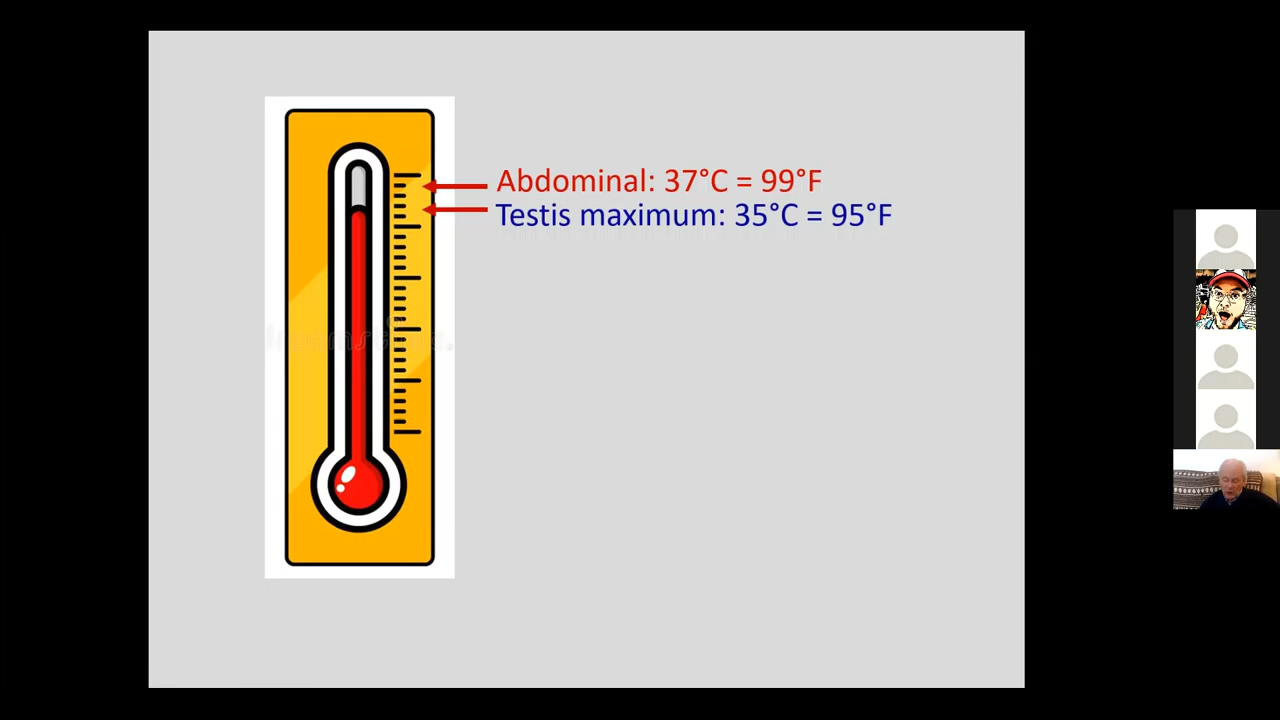 Abdominal: 37°C = 99°F
Testis maximum: 35°C = 95°F